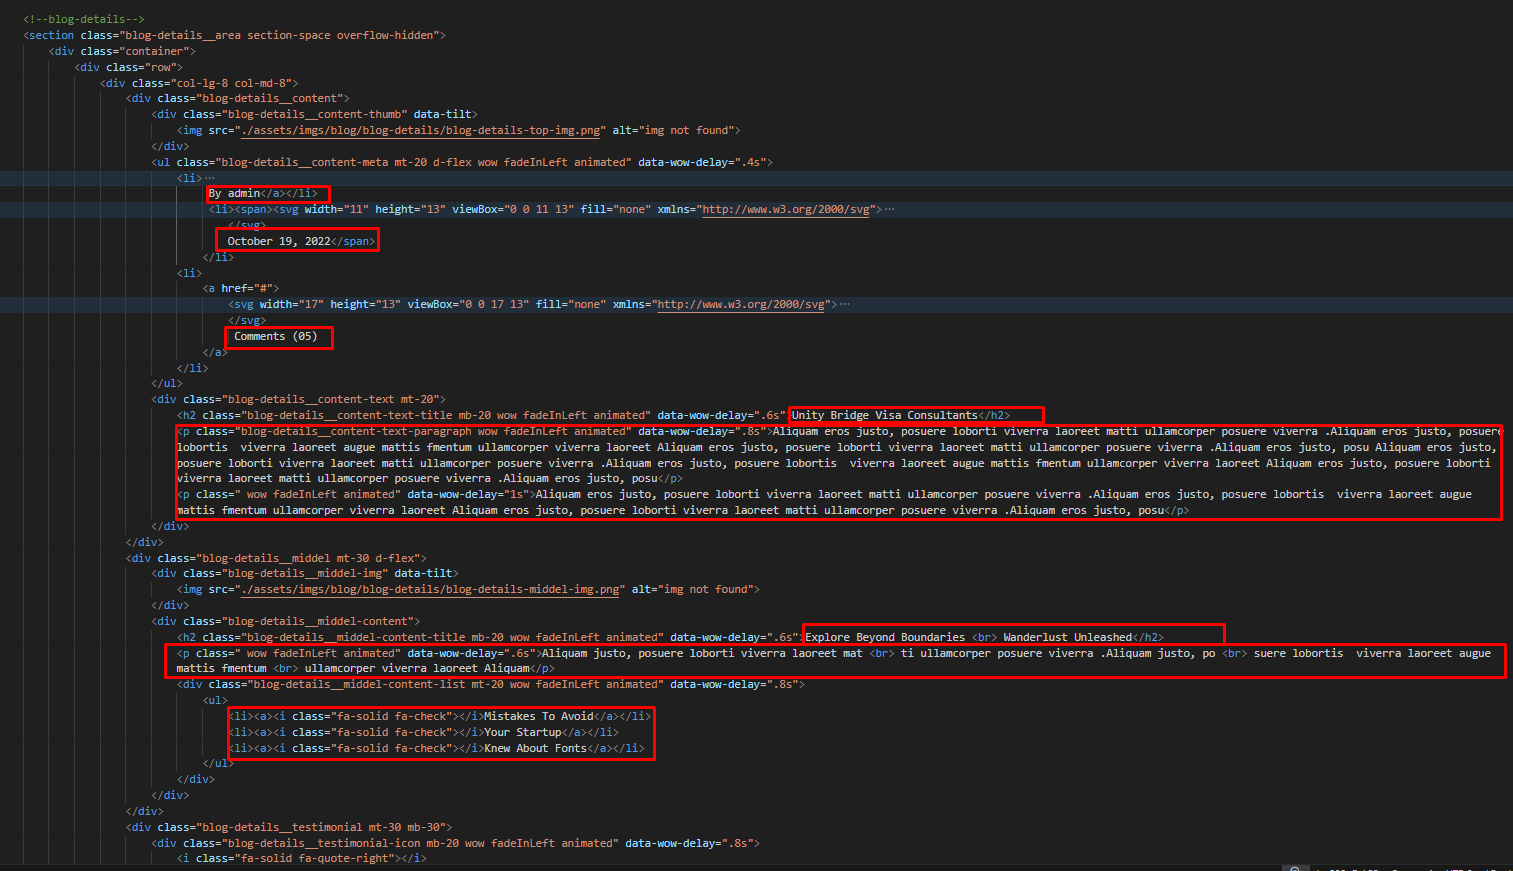 <!--blog-details-->
<section class="blog-details__area section-space overflow-hidden">
<div class="container">
<div class="row">
<div class="col-lg-8 col-md-8">
<div class="blog-details__content">
<div class="blog-details__content-thumb" data-tilt>
<img src="./assets/imgs/blog/blog-details/blog-details-top-img.png" alt="img not found">
</div>
<ul class="blog-details__content-meta mt-20 d-flex wow fadeInLeft animated" data-wow-delay=".4s">
<li>···
By admin</a></li>
<li><span><svg width="11" height="13" viewBox="0 0 11 13" fill="none" xmlns="http://www.w3.org/2000/svg">···
</svg>
October 19, 2022</span>
</li>
<li>
<a href="#">
<svg width="17" height="13" viewBox="0 0 17 13" fill="none" xmlns="http://www.w3.org/2000/svg">···
</svg>
Comments (05)
</a>
</li>
</ul>
<div class="blog-details__content-text mt-20">
<h2 class="blog-details__content-text-title mb-20 wow fadeInLeft animated" data-wow-delay=".6s">Unity Bridge Visa Consultants</h2>
<p class="blog-details__content-text-paragraph wow fadeInLeft animated" data-wow-delay=".8s">Aliquam eros justo, posuere loborti viverra laoreet matti ullamcorper posuere viverra .Aliquam eros justo, posuere
lobortis  viverra laoreet augue mattis fmentum ullamcorper viverra laoreet Aliquam eros justo, posuere loborti viverra laoreet matti ullamcorper posuere viverra .Aliquam eros justo, posu Aliquam eros justo,
posuere loborti viverra laoreet matti ullamcorper posuere viverra .Aliquam eros justo, posuere lobortis  viverra laoreet augue mattis fmentum ullamcorper viverra laoreet Aliquam eros justo, posuere loborti
viverra laoreet matti ullamcorper posuere viverra .Aliquam eros justo, posu</p>
<p class=" wow fadeInLeft animated" data-wow-delay="1s">Aliquam eros justo, posuere loborti viverra laoreet matti ullamcorper posuere viverra .Aliquam eros justo, posuere lobortis  viverra laoreet augue
mattis fmentum ullamcorper viverra laoreet Aliquam eros justo, posuere loborti viverra laoreet matti ullamcorper posuere viverra .Aliquam eros justo, posu</p>
</div>
</div>
<div class="blog-details__middel mt-30 d-flex">
<div class="blog-details__middel-img" data-tilt>
<img src="./assets/imgs/blog/blog-details/blog-details-middel-img.png" alt="img not found">
</div>
<div class="blog-details__middel-content">
<h2 class="blog-details__middel-content-title mb-20 wow fadeInLeft animated" data-wow-delay=".6s">Explore Beyond Boundaries <br> Wanderlust Unleashed</h2>
<p class=" wow fadeInLeft animated" data-wow-delay=".6s">Aliquam justo, posuere loborti viverra laoreet mat <br> ti ullamcorper posuere viverra .Aliquam justo, po <br> suere lobortis  viverra laoreet augue
mattis fmentum <br> ullamcorper viverra laoreet Aliquam</p>
<div class="blog-details__middel-content-list mt-20 wow fadeInLeft animated" data-wow-delay=".8s">
<ul>
<li><a><i class="fa-solid fa-check"></i>Mistakes To Avoid</a></li>
<li><a><i class="fa-solid fa-check"></i>Your Startup</a></li>
<li><a><i class="fa-solid fa-check"></i>Knew About Fonts</a></li>
</ul>
</div>
</div>
</div>
<div class="blog-details__testimonial mt-30 mb-30">
<div class="blog-details__testimonial-icon mb-20 wow fadeInLeft animated" data-wow-delay=".8s">
<i class="fa-solid fa-quote-right"></i>